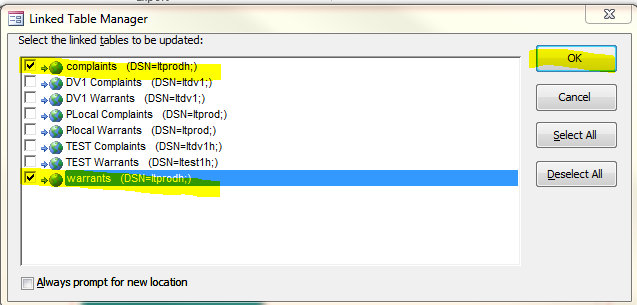 Linked Table Manager
Select the linked tables to be updated:
complaints (DSN=ltprodh;)
DV1 Complaints (DSN=ltdv1;)
DV1 Warrants (DSN=ltdv1;)
PLocal Complaints (DSN=ltprod;)
Plocal Warrants (DSN=ltprod;)
TEST Complaints (DSN=ltdv1h;)
TEST Warrants (DSN=ltest1h;)
warrants (DSN=ltprodh;)
OK
Cancel
Select All
Deselect All
Always prompt for new location